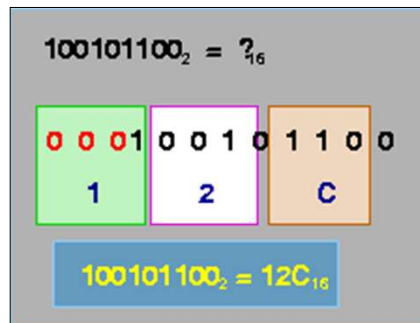 100101100₂ = ?₁₆
0 0 0 1 0 0 1 0 1 1 0 0
1 2 C
100101100₂ = 12C₁₆